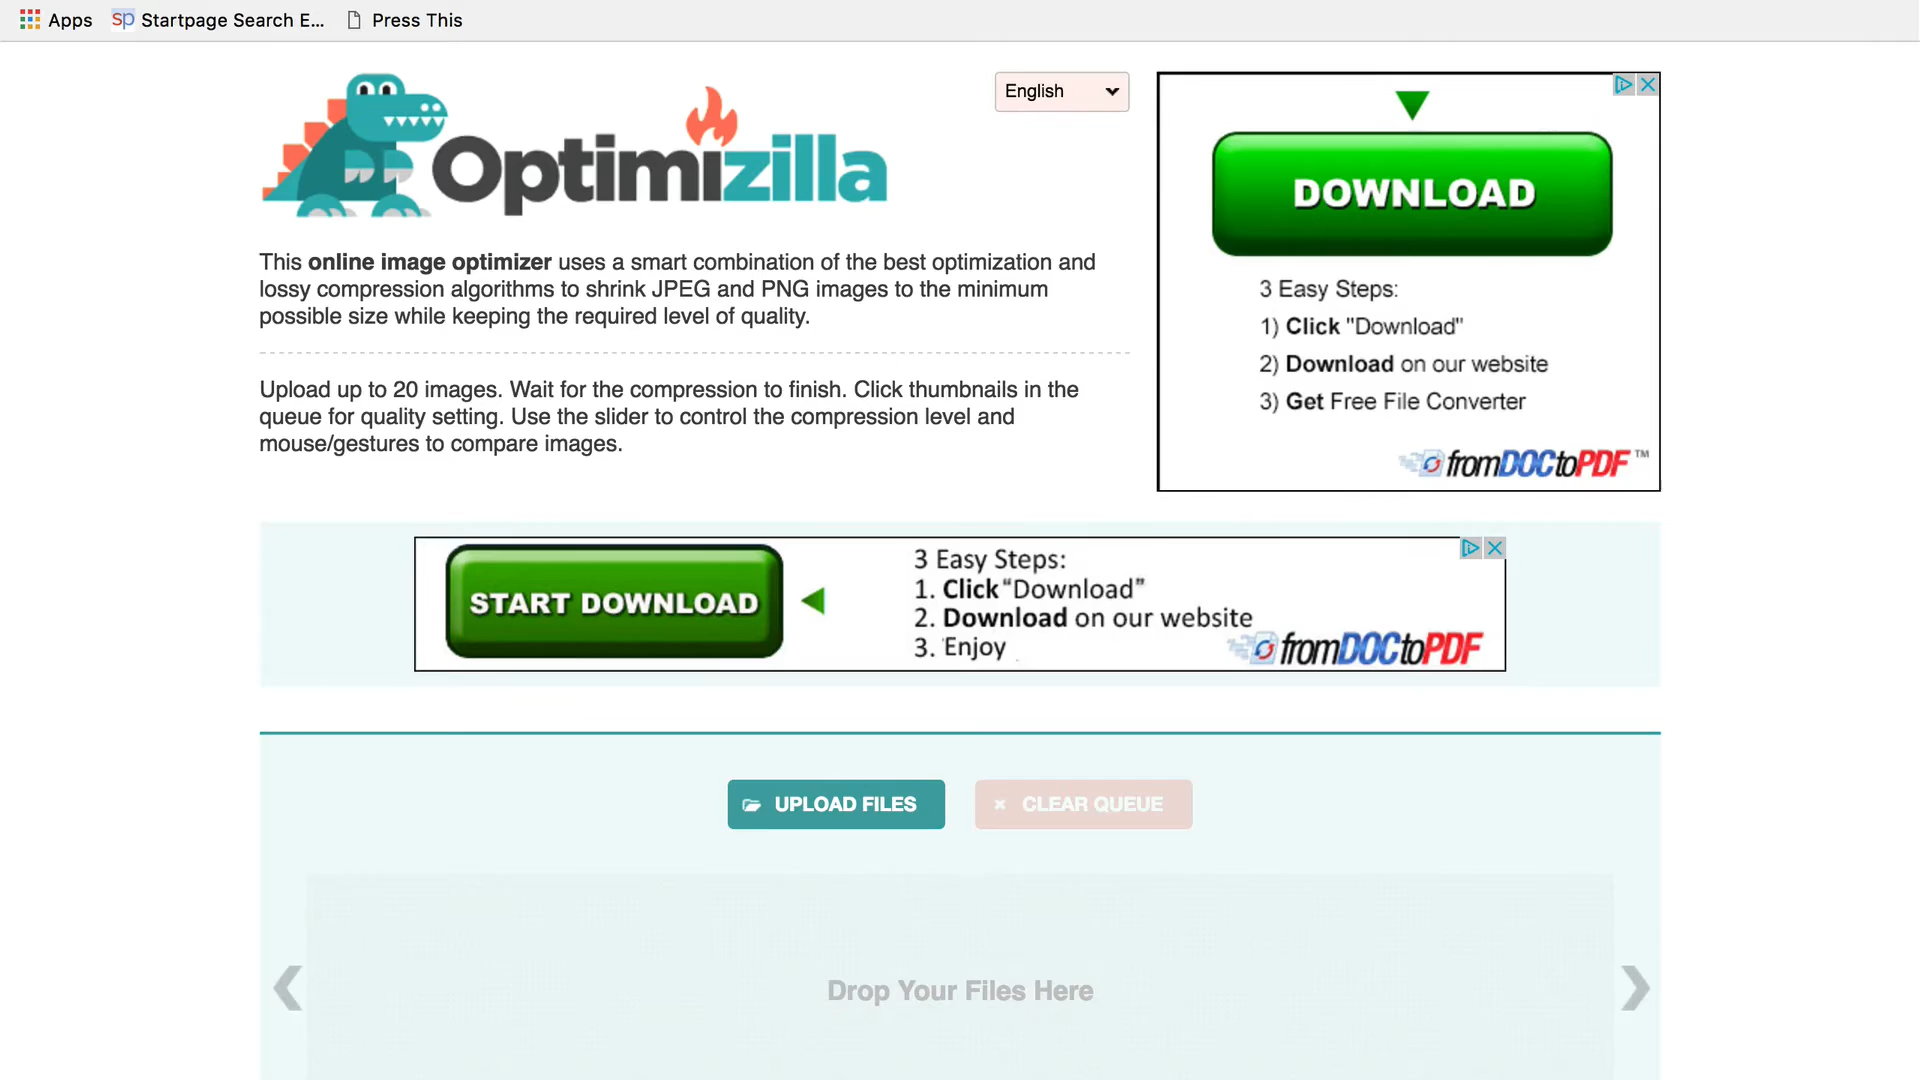 Apps
Startpage Search E...
Press This
Optimizilla
English
This online image optimizer uses a smart combination of the best optimization and
lossy compression algorithms to shrink JPEG and PNG images to the minimum
possible size while keeping the required level of quality.
Upload up to 20 images. Wait for the compression to finish. Click thumbnails in the
queue for quality setting. Use the slider to control the compression level and
mouse/gestures to compare images.
DOWNLOAD
3 Easy Steps:
1) Click "Download"
2) Download on our website
3) Get Free File Converter
fromDOCtoPDF™
START DOWNLOAD
3 Easy Steps:
1. Click “Download”
2. Download on our website
3. Enjoy
fromDOCtoPDF
UPLOAD FILES
CLEAR QUEUE
Drop Your Files Here